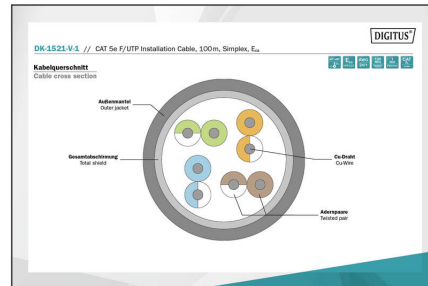 DIGITUS®
DK-1521-V-1 // CAT 5e F/UTP Installation Cable, 100m, Simplex, Eca
Kabelquerschnitt
Cable cross section
Außenmantel
Outer jacket
Gesamtabschirmung
Total shield
Cu-Draht
Cu-Wire
Adernpaare
Twisted pair